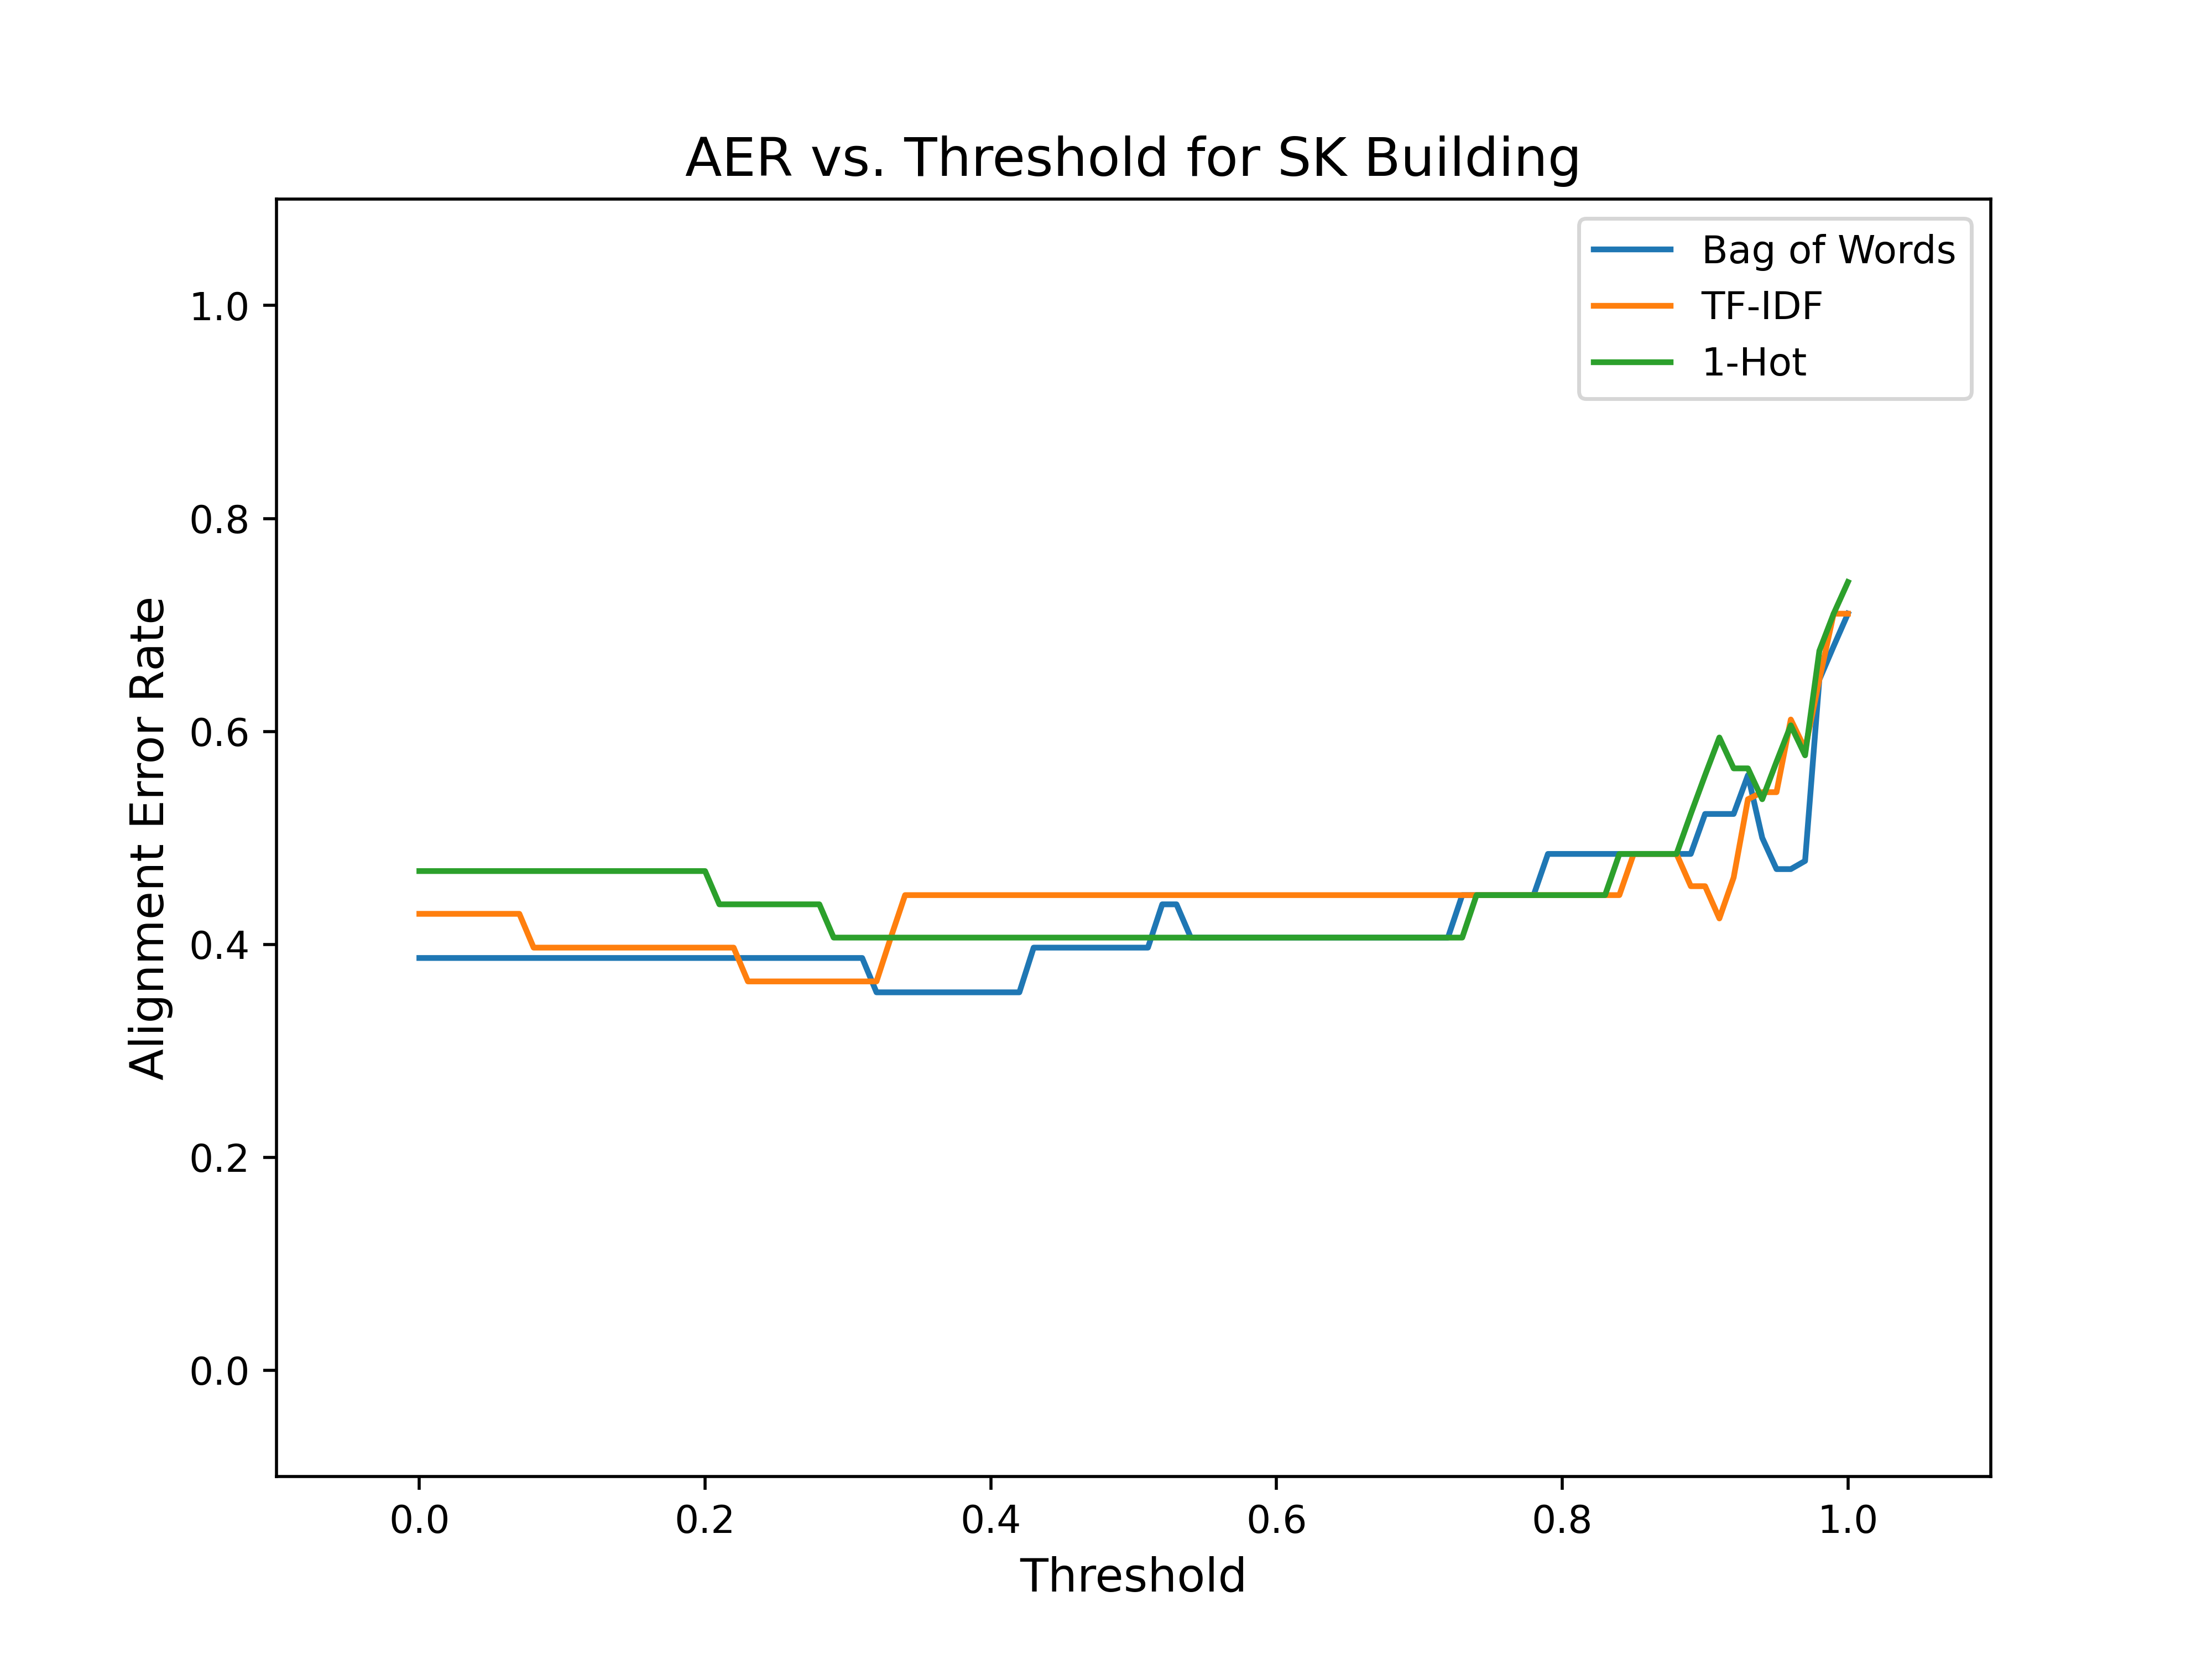 AER vs. Threshold for SK Building
Bag of Words
TF-IDF
1-Hot
Alignment Error Rate
1.0
0.8
0.6
0.4
0.2
0.0
0.0 0.2 0.4 0.6 0.8 1.0
Threshold